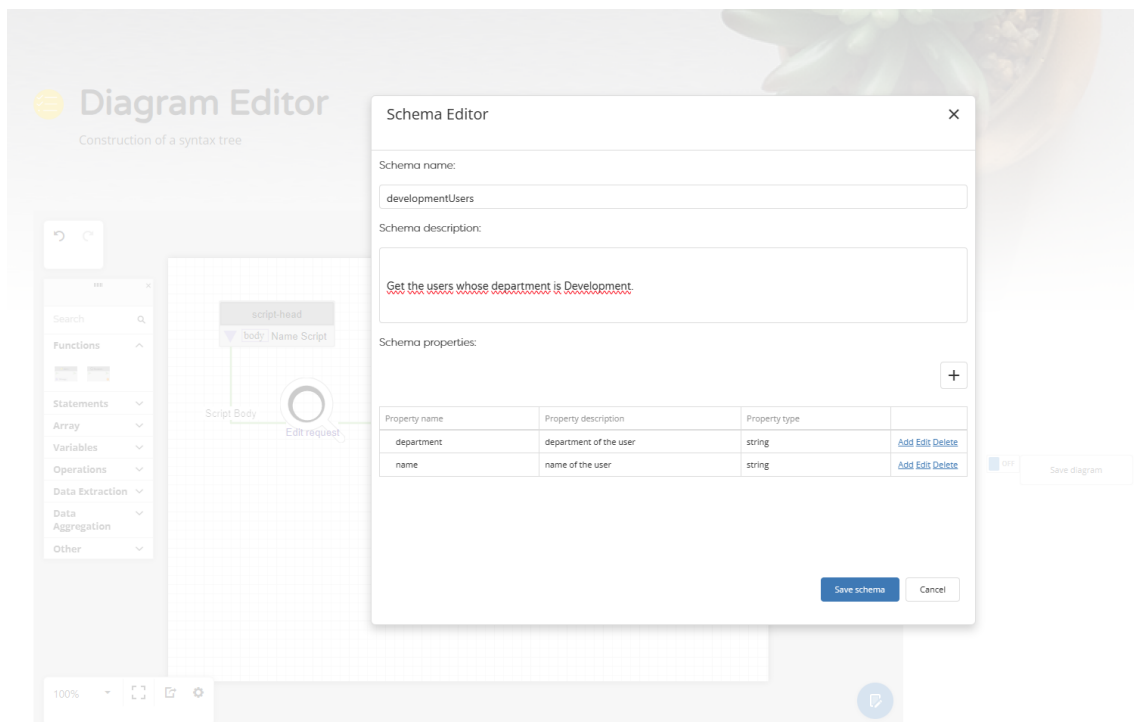 Diagram Editor
Construction of a syntax tree
Search
Functions
Statements
Array
Variables
Operations
Data Extraction
Data
Aggregation
Other
script-head
body Name Script
Script Body
Edit request
100%
Schema Editor
Schema name:
developmentUsers
Schema description:
Get the users whose department is Development.
Schema properties:
+
Property name Property description Property type
department department of the user string Add Edit Delete
name name of the user string Add Edit Delete
Save schema Cancel
OFF Save diagram